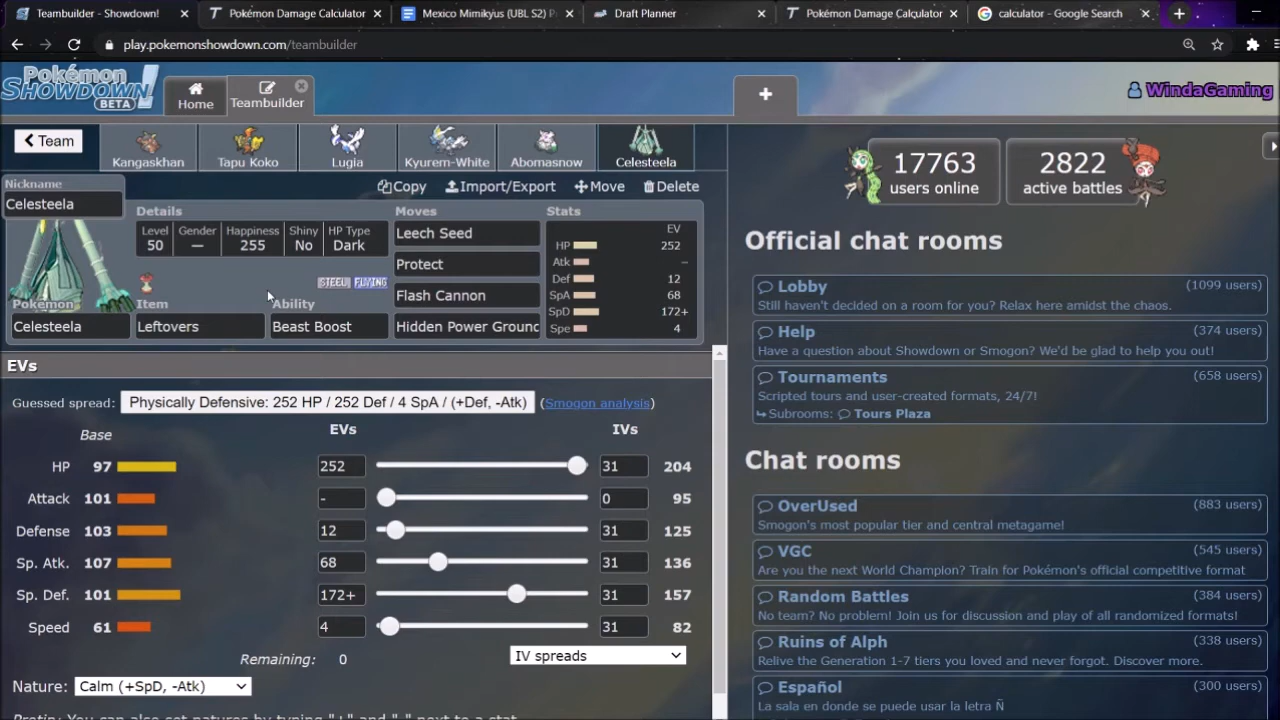 Teambuilder - Showdown!
Pokémon Damage Calculator
Mexico Mimikyus (UBL S2) P
Draft Planner
Pokémon Damage Calculator
calculator - Google Search
play.pokemonshowdown.com/teambuilder
Pokémon
SHOWDOWN!
BETA
Home
Teambuilder
WindaGaming
Team
Kangaskhan
Tapu Koko
Lugia
Kyurem-White
Abomasnow
Celesteela
Copy
Import/Export
Move
Delete
Nickname
Celesteela
Details
Level
50
Gender
—
Happiness
255
Shiny
No
HP Type
Dark
STEEL FLYING
Pokémon
Celesteela
Item
Leftovers
Ability
Beast Boost
Moves
Leech Seed
Protect
Flash Cannon
Hidden Power Ground
Stats
EV
HP 252
Atk –
Def 12
SpA 68
SpD 172+
Spe 4
EVs
Guessed spread: Physically Defensive: 252 HP / 252 Def / 4 SpA / (+Def, -Atk) (Smogon analysis)
Base EVs IVs
HP 97 252 31 204
Attack 101 - 0 95
Defense 103 12 31 125
Sp. Atk. 107 68 31 136
Sp. Def. 101 172+ 31 157
Speed 61 4 31 82
Remaining: 0
IV spreads
Nature: Calm (+SpD, -Atk)
Protip: You can also set natures by typing "+" and "-" next to a stat.
17763
users online
2822
active battles
Official chat rooms
Lobby (1099 users)
Still haven't decided on a room for you? Relax here amidst the chaos.
Help (374 users)
Have a question about Showdown or Smogon? We'd be glad to help you out!
Tournaments (658 users)
Scripted tours and user-created formats, 24/7!
Subrooms: Tours Plaza
Chat rooms
OverUsed (883 users)
Smogon's most popular tier and central metagame!
VGC (545 users)
Are you the next World Champion? Train for Pokémon's official competitive format
Random Battles (384 users)
No team? No problem! Join us for discussion and play of all randomized formats!
Ruins of Alph (338 users)
Relive the Generation 1-7 tiers you loved and never forgot. Discover more.
Español (300 users)
La sala en donde se puede usar la letra Ñ